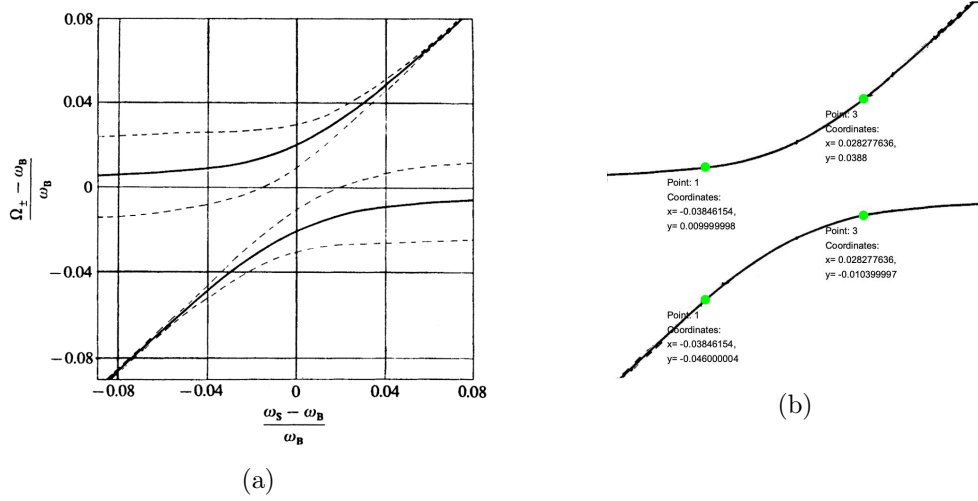 0.08
0.04
0
−0.04
−0.08
Ω± − ωB
ωB
−0.08
−0.04
0
0.04
0.08
ωS − ωB
ωB
(a)
Point: 3
Coordinates:
x= 0.028277636,
y= 0.0388
Point: 1
Coordinates:
x= -0.03846154,
y= 0.009999998
Point: 3
Coordinates:
x= 0.028277636,
y= -0.010399997
Point: 1
Coordinates:
x= -0.03846154,
y= -0.046000004
(b)